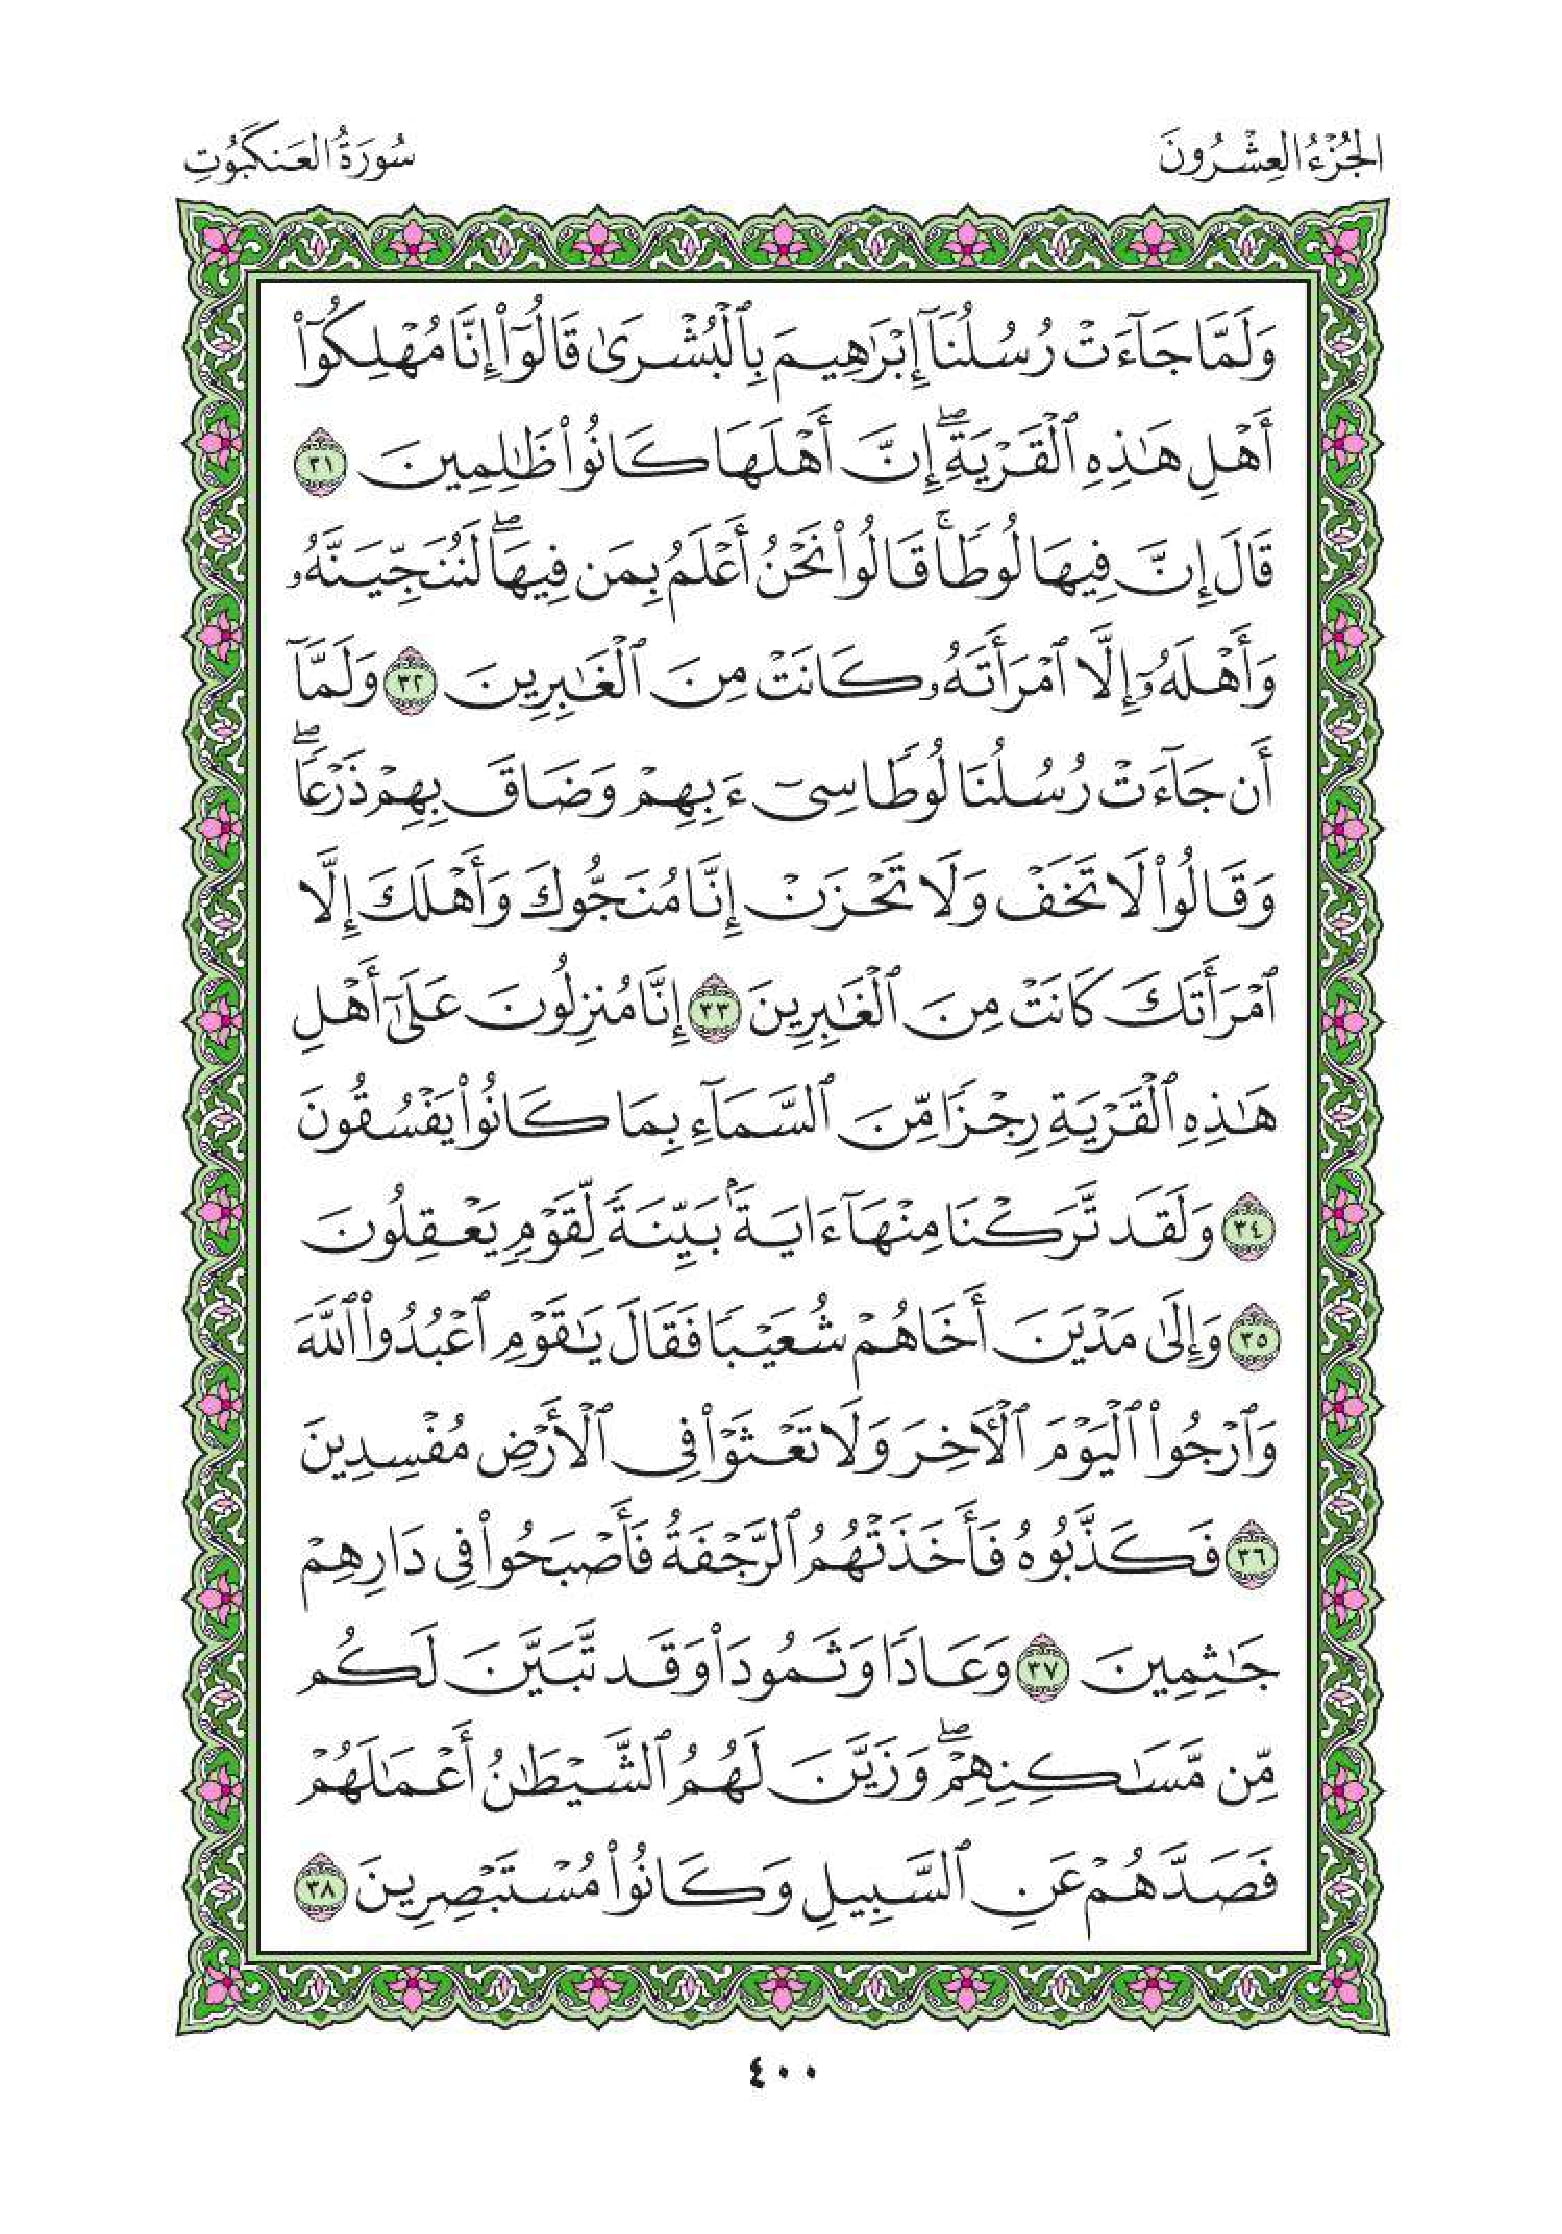 الجُزْءُ العِشْرُونَ
سُورَةُ العَنكَبُوتِ
وَلَمَّا جَآءَتْ رُسُلُنَآ إِبْرَٰهِيمَ بِٱلْبُشْرَىٰ قَالُوٓا۟ إِنَّا مُهْلِكُوٓا۟
أَهْلِ هَٰذِهِ ٱلْقَرْيَةِ ۖ إِنَّ أَهْلَهَا كَانُوا۟ ظَٰلِمِينَ ٣١
قَالَ إِنَّ فِيهَا لُوطًا ۚ قَالُوا۟ نَحْنُ أَعْلَمُ بِمَن فِيهَا ۖ لَنُنَجِّيَنَّهُۥ
وَأَهْلَهُۥٓ إِلَّا ٱمْرَأَتَهُۥ كَانَتْ مِنَ ٱلْغَٰبِرِينَ ٣٢ وَلَمَّآ
أَن جَآءَتْ رُسُلُنَا لُوطًا سِىٓءَ بِهِمْ وَضَاقَ بِهِمْ ذَرْعًا ۖ
وَقَالُوا۟ لَا تَخَفْ وَلَا تَحْزَنْ إِنَّا مُنَجُّوكَ وَأَهْلَكَ إِلَّا
ٱمْرَأَتَكَ كَانَتْ مِنَ ٱلْغَٰبِرِينَ ٣٣ إِنَّا مُنزِلُونَ عَلَىٰٓ أَهْلِ
هَٰذِهِ ٱلْقَرْيَةِ رِجْزًا مِّنَ ٱلسَّمَآءِ بِمَا كَانُوا۟ يَفْسُقُونَ
٣٤ وَلَقَد تَّرَكْنَا مِنْهَآ ءَايَةًۢ بَيِّنَةً لِّقَوْمٍ يَعْقِلُونَ
٣٥ وَإِلَىٰ مَدْيَنَ أَخَاهُمْ شُعَيْبًا فَقَالَ يَٰقَوْمِ ٱعْبُدُوا۟ ٱللَّهَ
وَٱرْجُوا۟ ٱلْيَوْمَ ٱلْءَاخِرَ وَلَا تَعْثَوْا۟ فِى ٱلْأَرْضِ مُفْسِدِينَ
٣٦ فَكَذَّبُوهُ فَأَخَذَتْهُمُ ٱلرَّجْفَةُ فَأَصْبَحُوا۟ فِى دَارِهِمْ
جَٰثِمِينَ ٣٧ وَعَادًا وَثَمُودَا۟ وَقَد تَّبَيَّنَ لَكُم
مِّن مَّسَٰكِنِهِمْ ۖ وَزَيَّنَ لَهُمُ ٱلشَّيْطَٰنُ أَعْمَٰلَهُمْ
فَصَدَّهُمْ عَنِ ٱلسَّبِيلِ وَكَانُوا۟ مُسْتَبْصِرِينَ ٣٨
٤٠٠